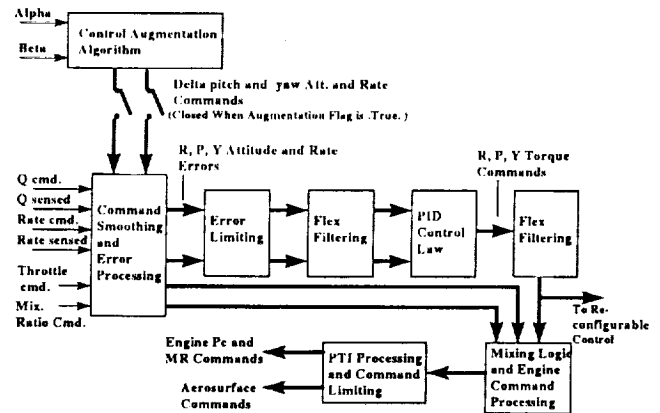 Alpha
Beta
Control Augmentation
Algorithm
Delta pitch and yaw Att. and Rate
Commands
(Closed When Augmentation Flag is .True. )
R, P, Y Attitude and Rate
Errors
R, P, Y Torque
Commands
Q cmd.
Q sensed
Rate cmd.
Rate sensed
Throttle
cmd.
Mix.
Ratio Cmd.
Command
Smoothing
and
Error
Processing
Error
Limiting
Flex
Filtering
PID
Control
Law
Flex
Filtering
To Re-
configurable
Control
Engine Pc and
MR Commands
Aerosurface
Commands
PTI Processing
and Command
Limiting
Mixing Logic
and Engine
Command
Processing